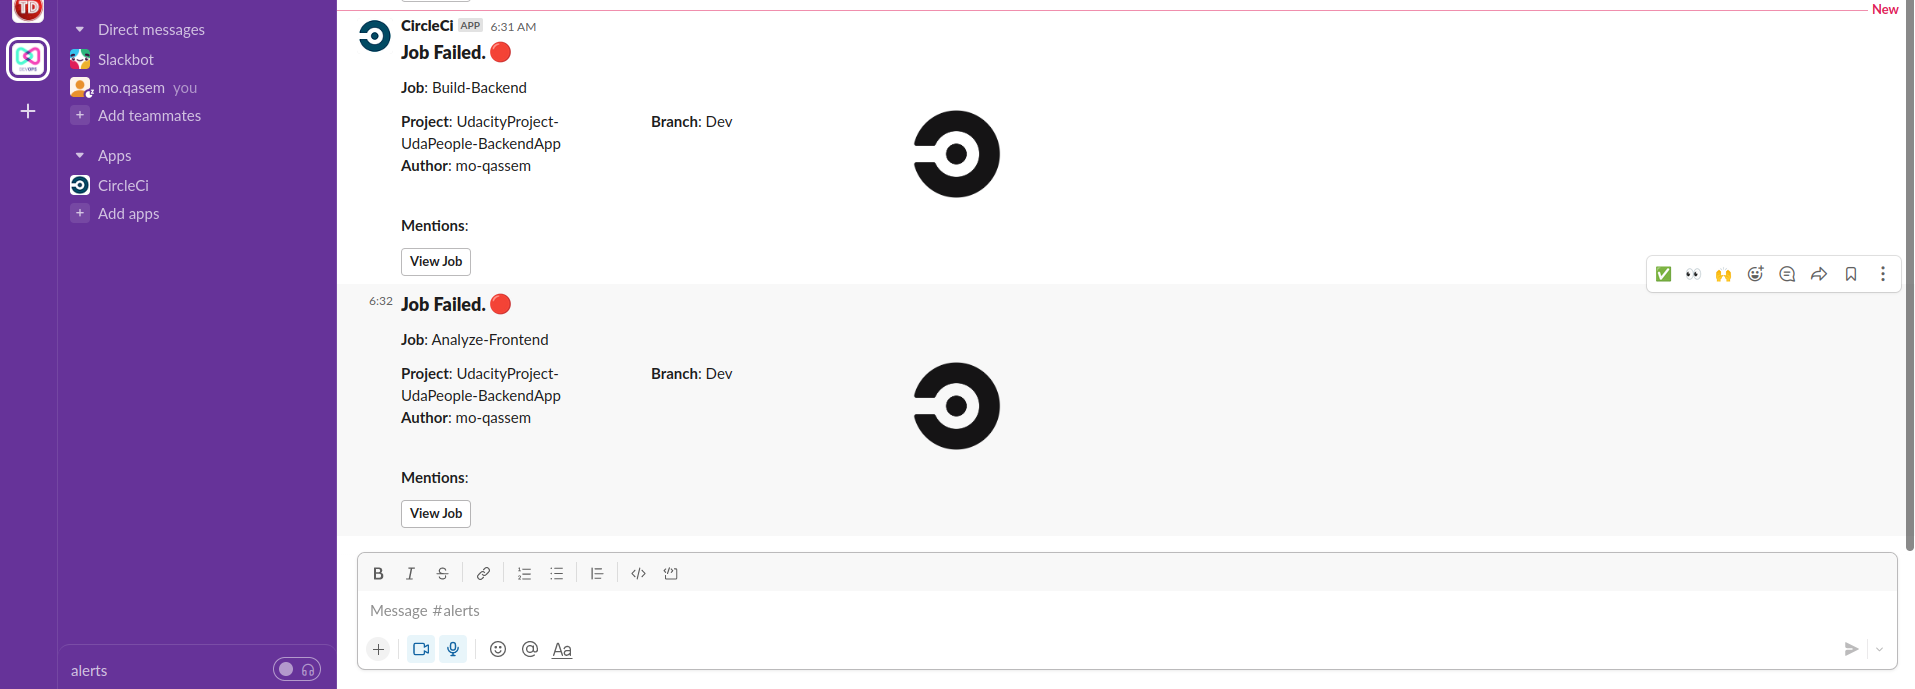 TD
Direct messages
Slackbot
mo.qasem you
Add teammates
Apps
CircleCi
Add apps
alerts
New
CircleCi APP 6:31 AM
Job Failed.
Job: Build-Backend
Project: UdacityProject-
UdaPeople-BackendApp
Branch: Dev
Author: mo-qassem
Mentions:
View Job
6:32 Job Failed.
Job: Analyze-Frontend
Project: UdacityProject-
UdaPeople-BackendApp
Branch: Dev
Author: mo-qassem
Mentions:
View Job
B I S
Message #alerts
Aa